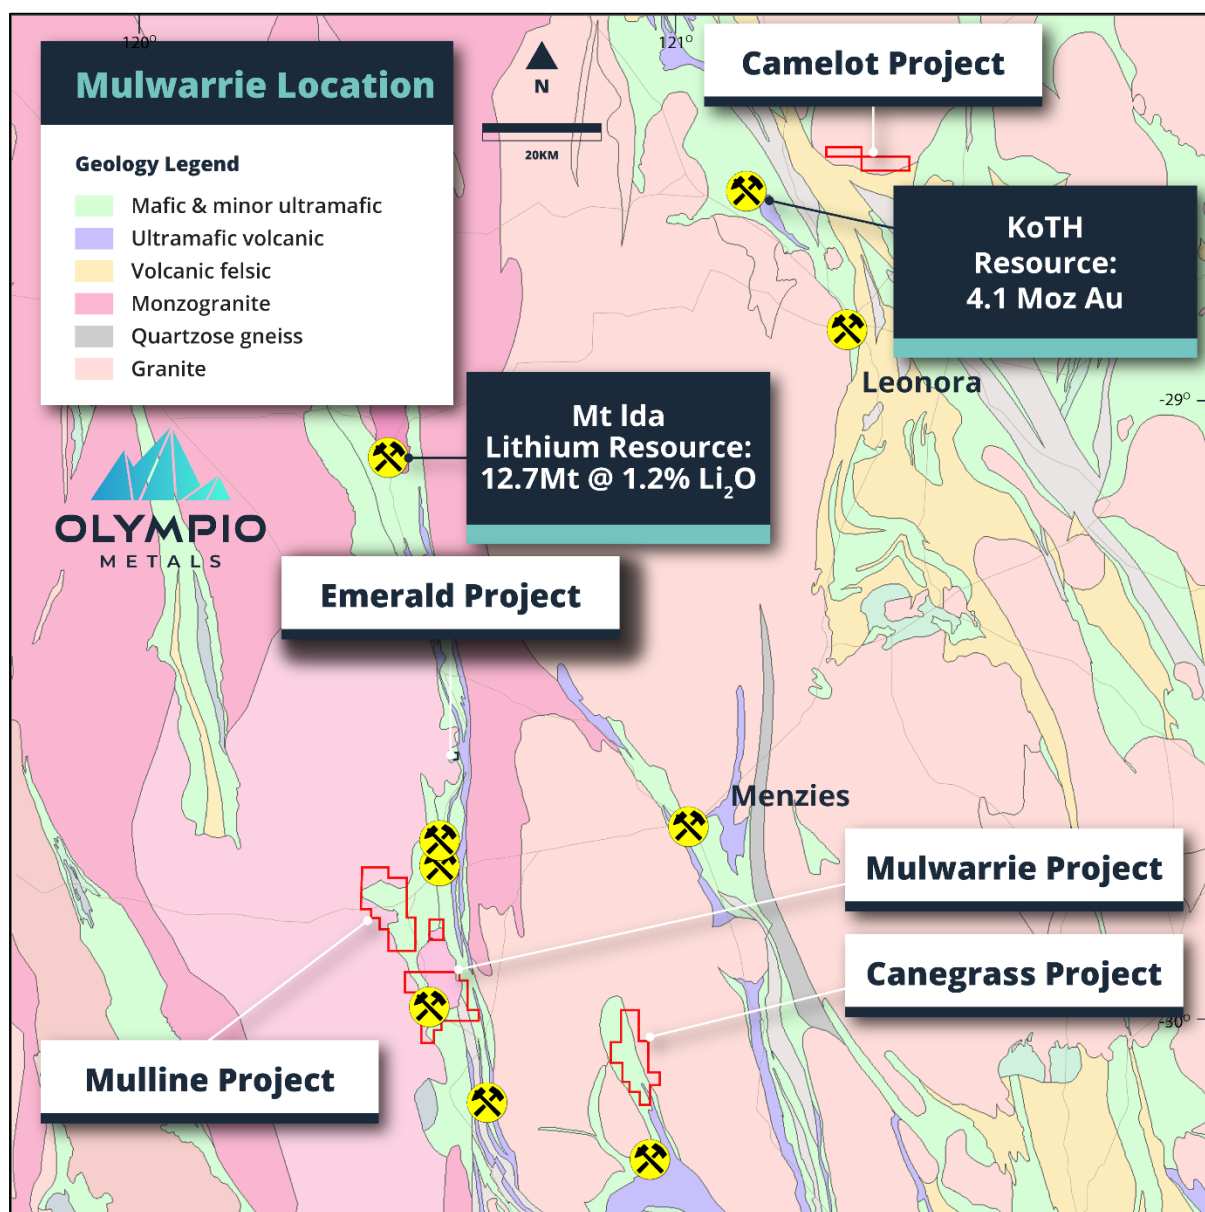 120°
121°
Mulwarrie Location
Geology Legend
Mafic & minor ultramafic
Ultramafic volcanic
Volcanic felsic
Monzogranite
Quartzose gneiss
Granite
N
20KM
Camelot Project
KoTH
Resource:
4.1 Moz Au
Leonora
-29°
Mt Ida
Lithium Resource:
12.7Mt @ 1.2% Li₂O
OLYMPIO
METALS
Emerald Project
Menzies
Mulwarrie Project
Canegrass Project
-30°
Mulline Project